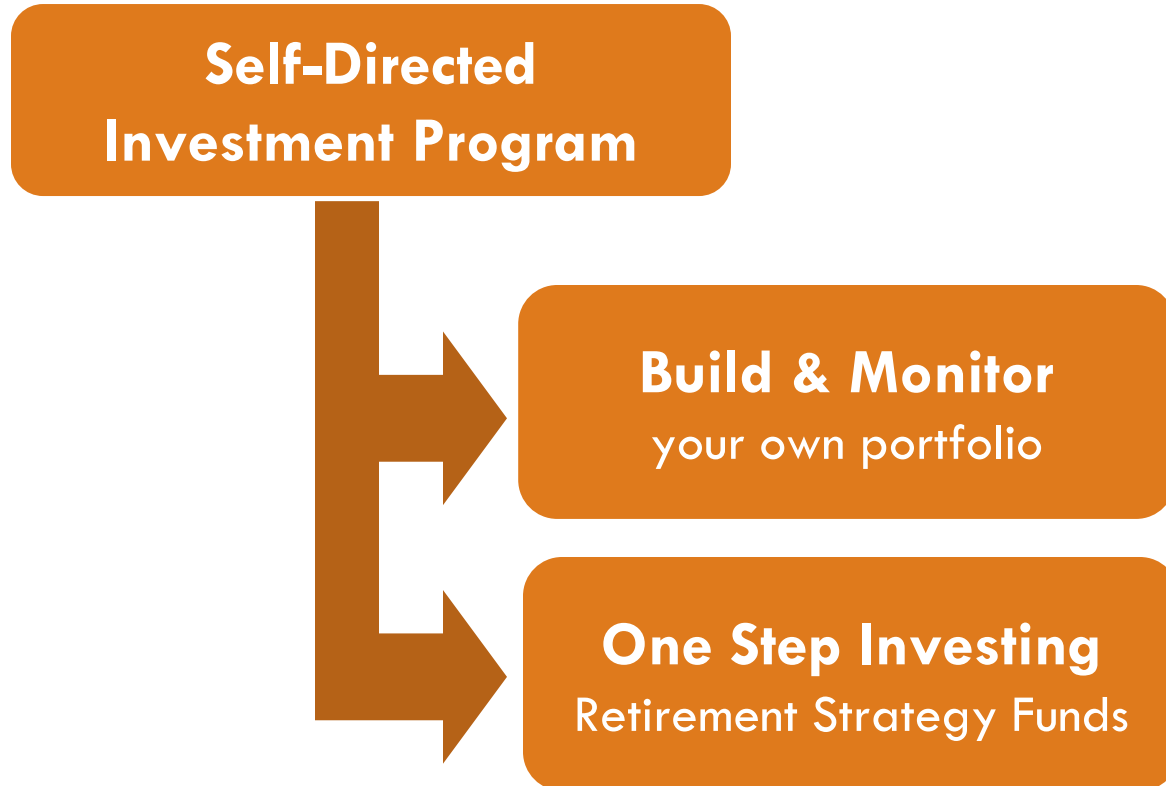 Self-Directed
Investment Program
Build & Monitor
your own portfolio
One Step Investing
Retirement Strategy Funds